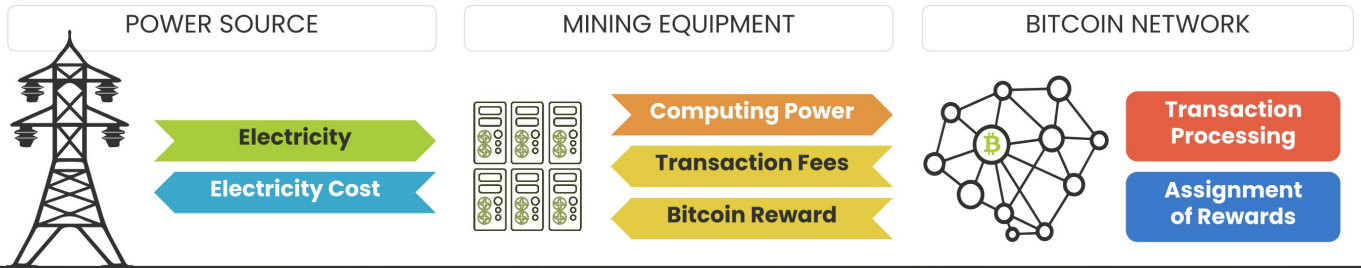 POWER SOURCE
MINING EQUIPMENT
BITCOIN NETWORK
Electricity
Electricity Cost
Computing Power
Transaction Fees
Bitcoin Reward
₿
Transaction
Processing
Assignment
of Rewards